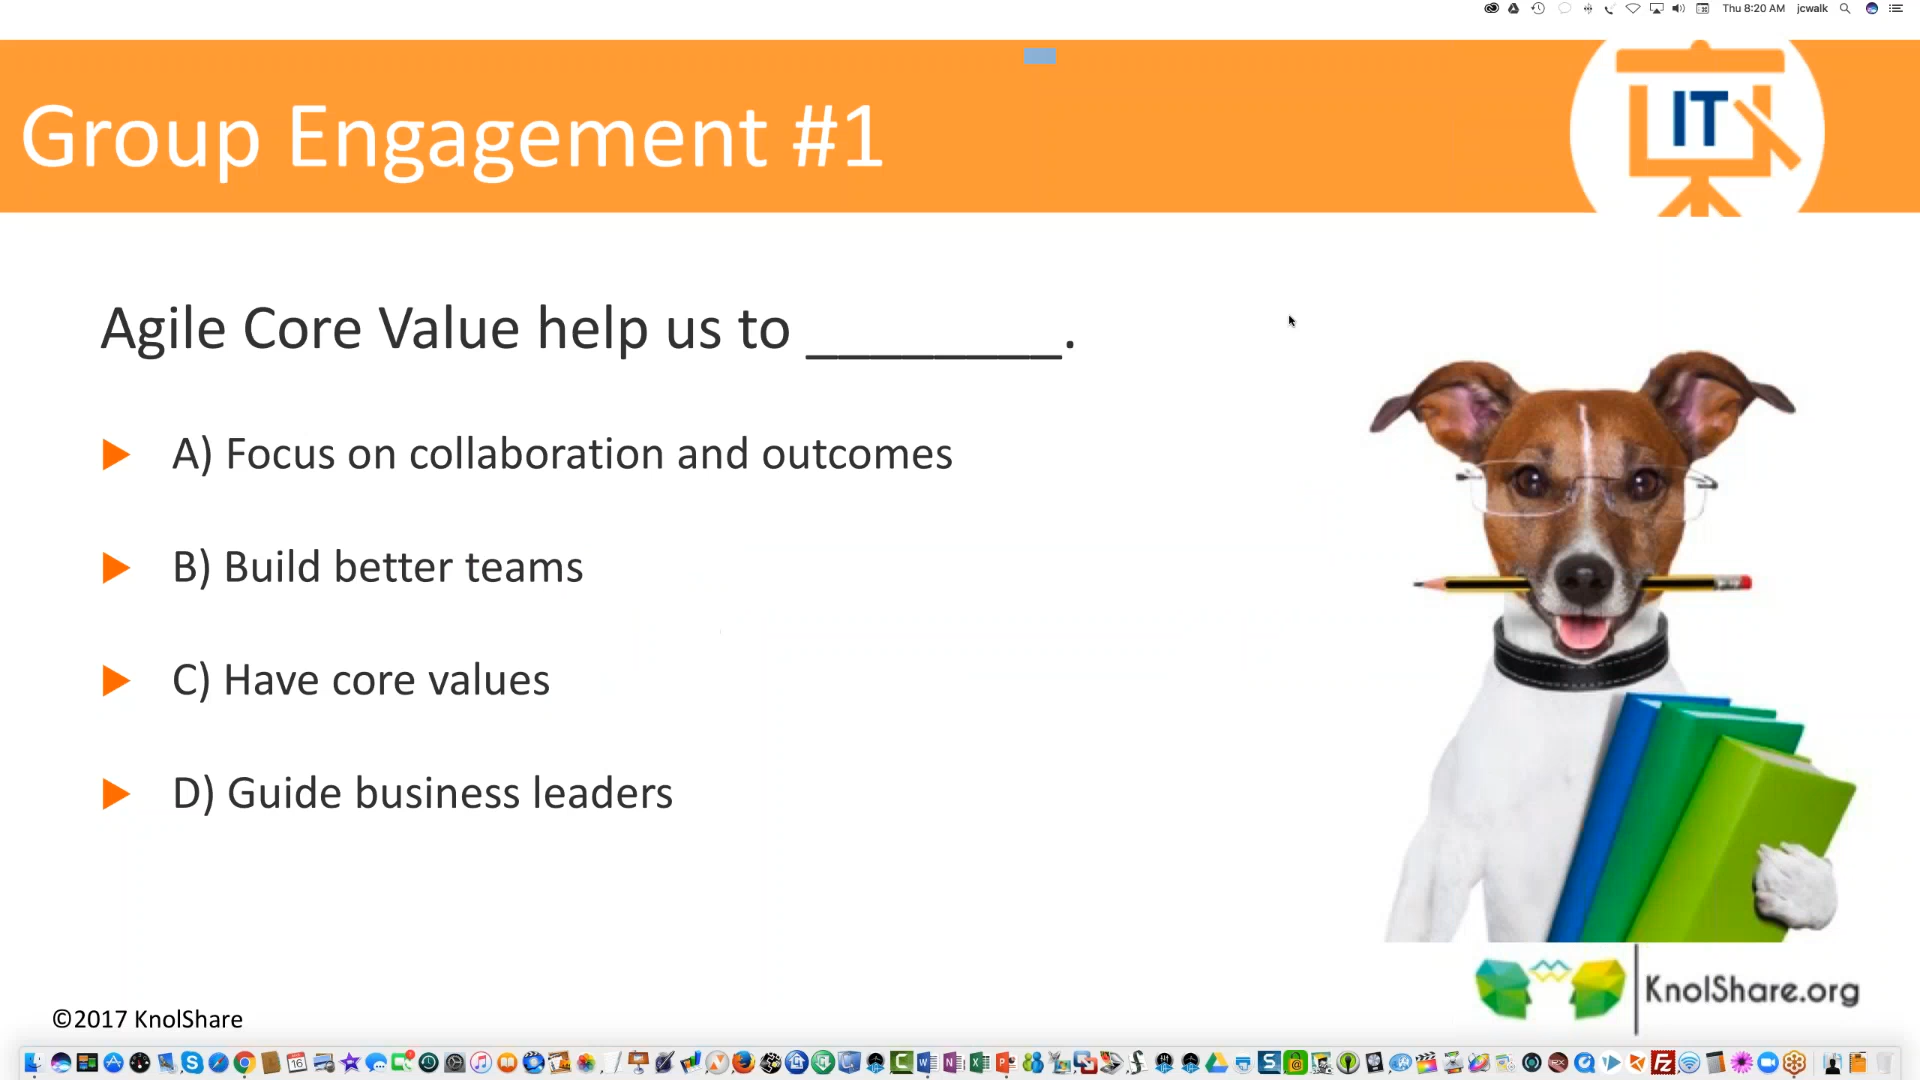 Thu 8:20 AM jcwalk
Group Engagement #1
IT
Agile Core Value help us to ________.
A) Focus on collaboration and outcomes
B) Build better teams
C) Have core values
D) Guide business leaders
KnolShare.org
©2017 KnolShare